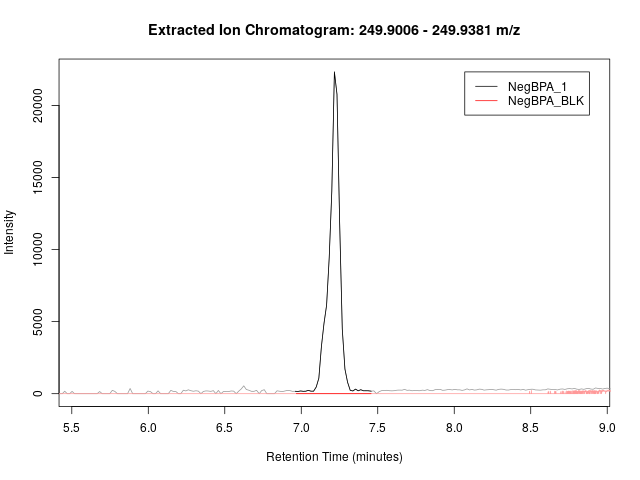 Extracted Ion Chromatogram: 249.9006 - 249.9381 m/z
NegBPA_1
NegBPA_BLK
Intensity
20000
15000
10000
5000
0
5.5 6.0 6.5 7.0 7.5 8.0 8.5 9.0
Retention Time (minutes)